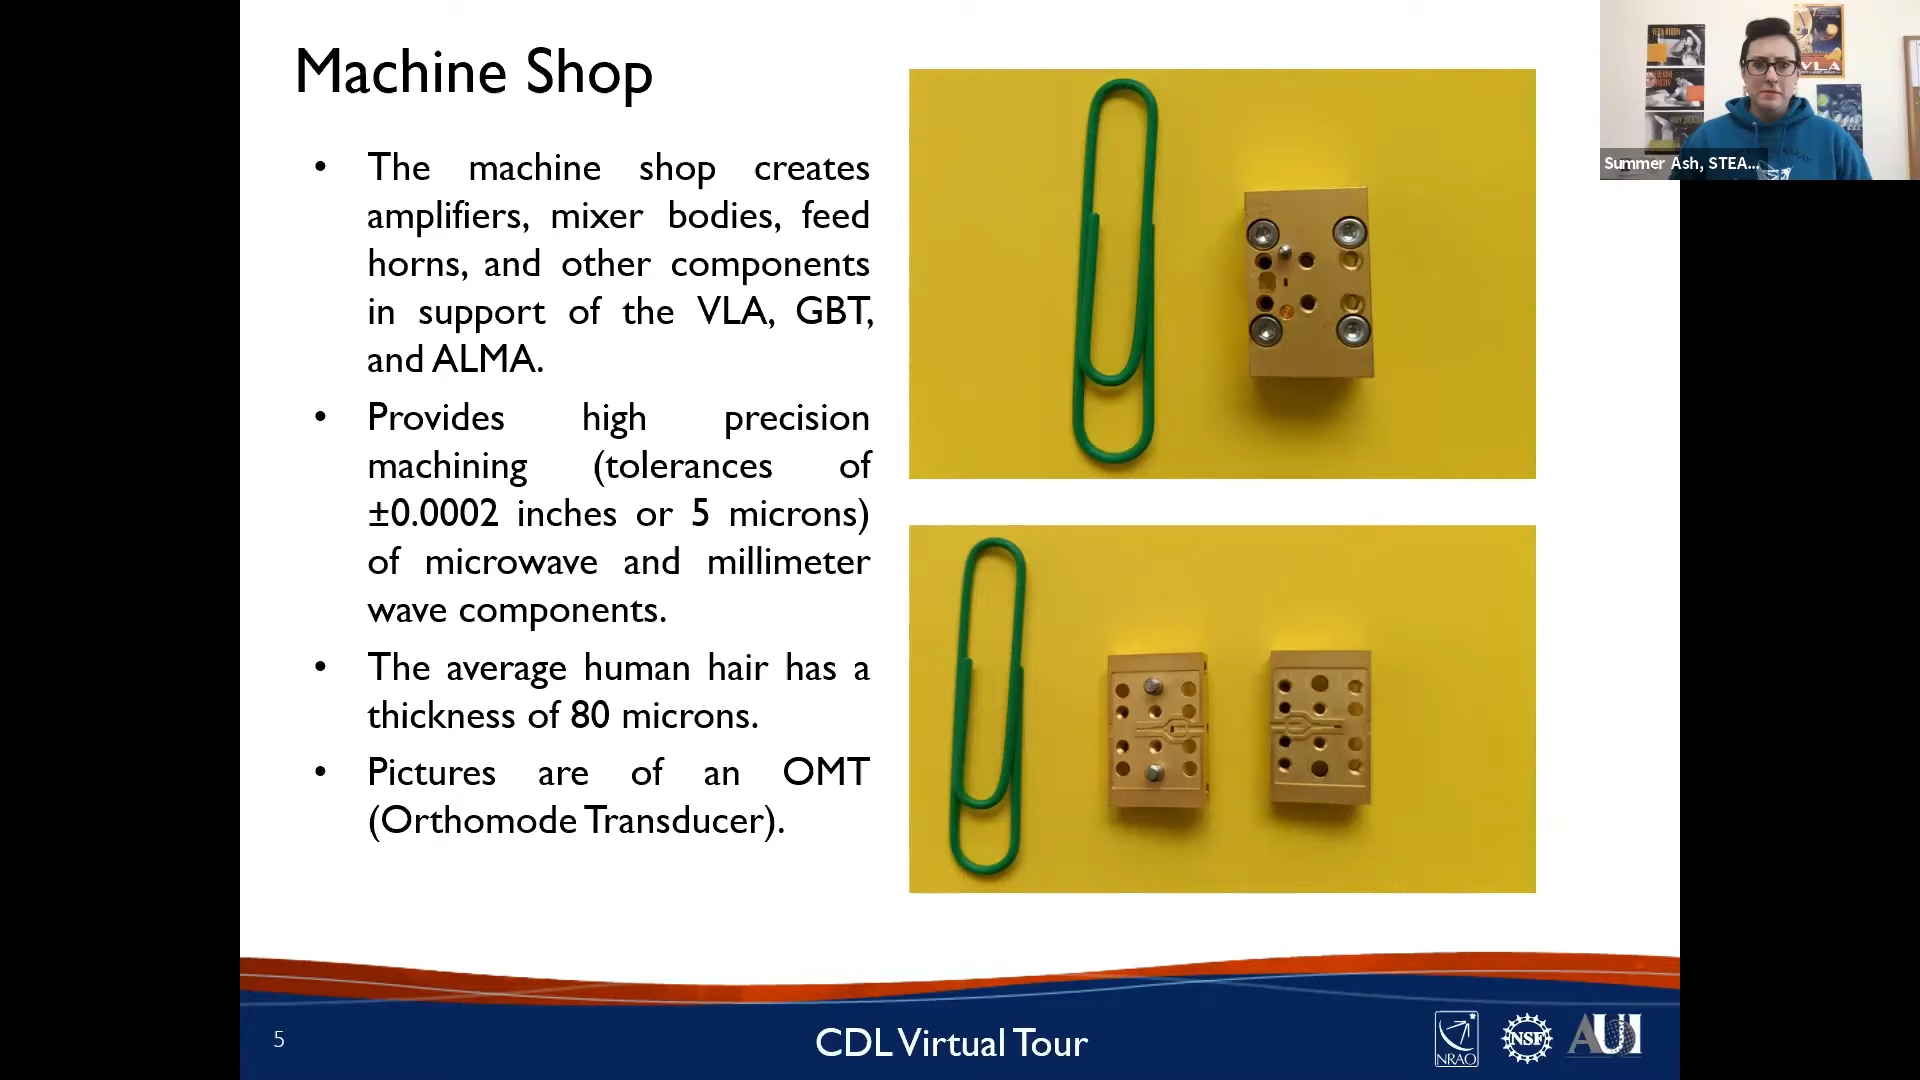 Machine Shop
• The machine shop creates
amplifiers, mixer bodies, feed
horns, and other components
in support of the VLA, GBT,
and ALMA.
• Provides high precision
machining (tolerances of
±0.0002 inches or 5 microns)
of microwave and millimeter
wave components.
• The average human hair has a
thickness of 80 microns.
• Pictures are of an OMT
(Orthomode Transducer).
VERA RUBIN
VLA
Summer Ash, STEA...
5
CDL Virtual Tour
NRAO
NSF
AUI